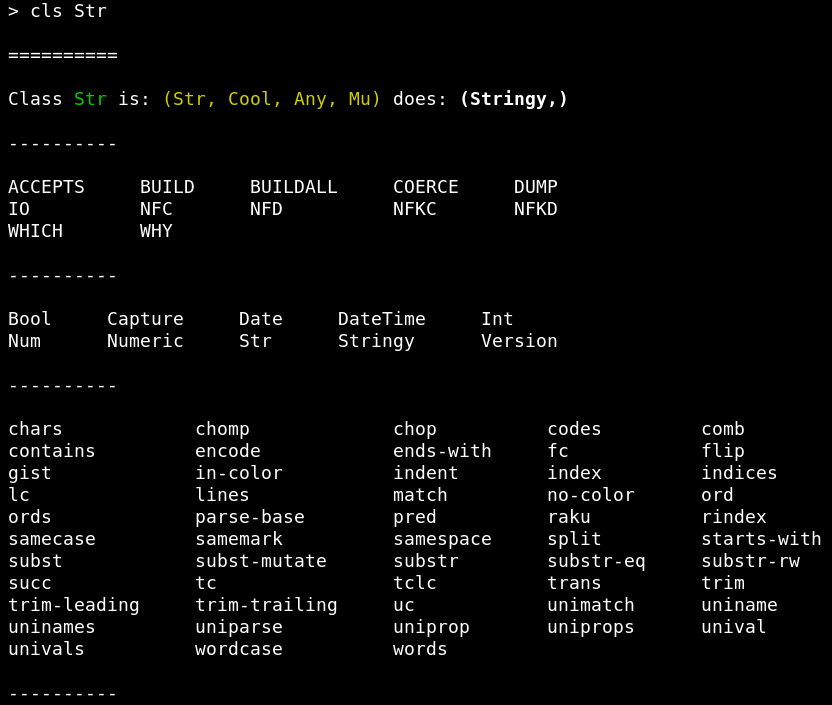 > cls Str
==========
Class Str is: (Str, Cool, Any, Mu) does: (Stringy,)
----------
ACCEPTS BUILD BUILDALL COERCE DUMP
IO NFC NFD NFKC NFKD
WHICH WHY
----------
Bool Capture Date DateTime Int
Num Numeric Str Stringy Version
----------
chars chomp chop codes comb
contains encode ends-with fc flip
gist in-color indent index indices
lc lines match no-color ord
ords parse-base pred raku rindex
samecase samemark samespace split starts-with
subst subst-mutate substr substr-eq substr-rw
succ tc tclc trans trim
trim-leading trim-trailing uc unimatch uniname
uninames uniparse uniprop uniprops unival
univals wordcase words
----------